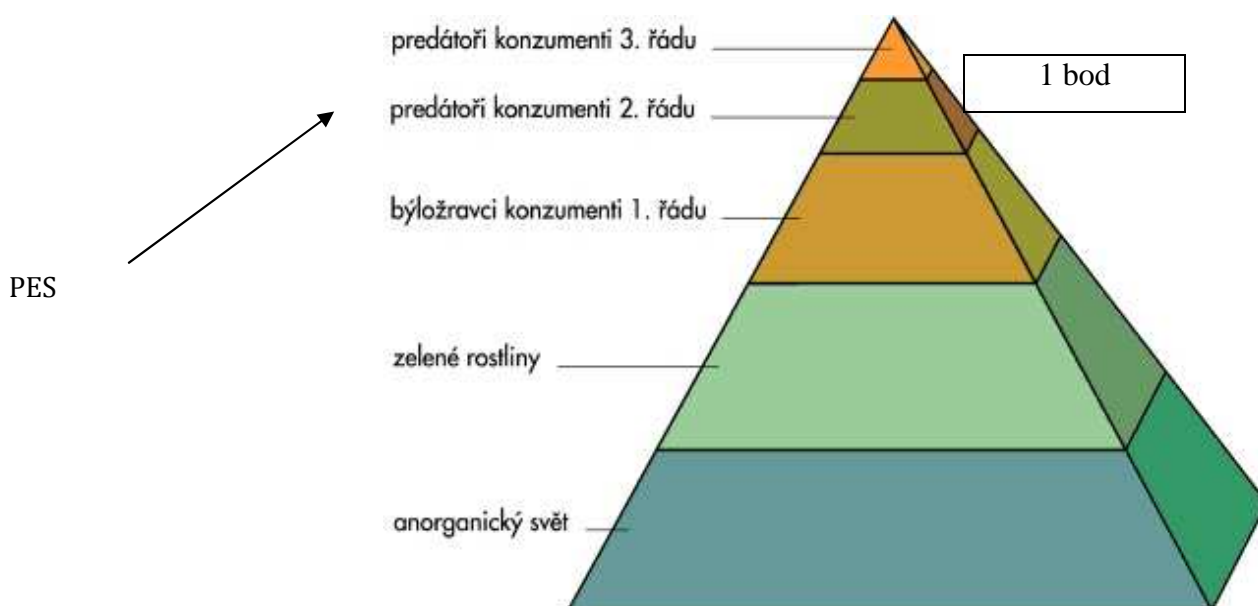 predátoři konzumenti 3. řádu
1 bod
predátoři konzumenti 2. řádu
býložravci konzumenti 1. řádu
PES
zelené rostliny
anorganický svět